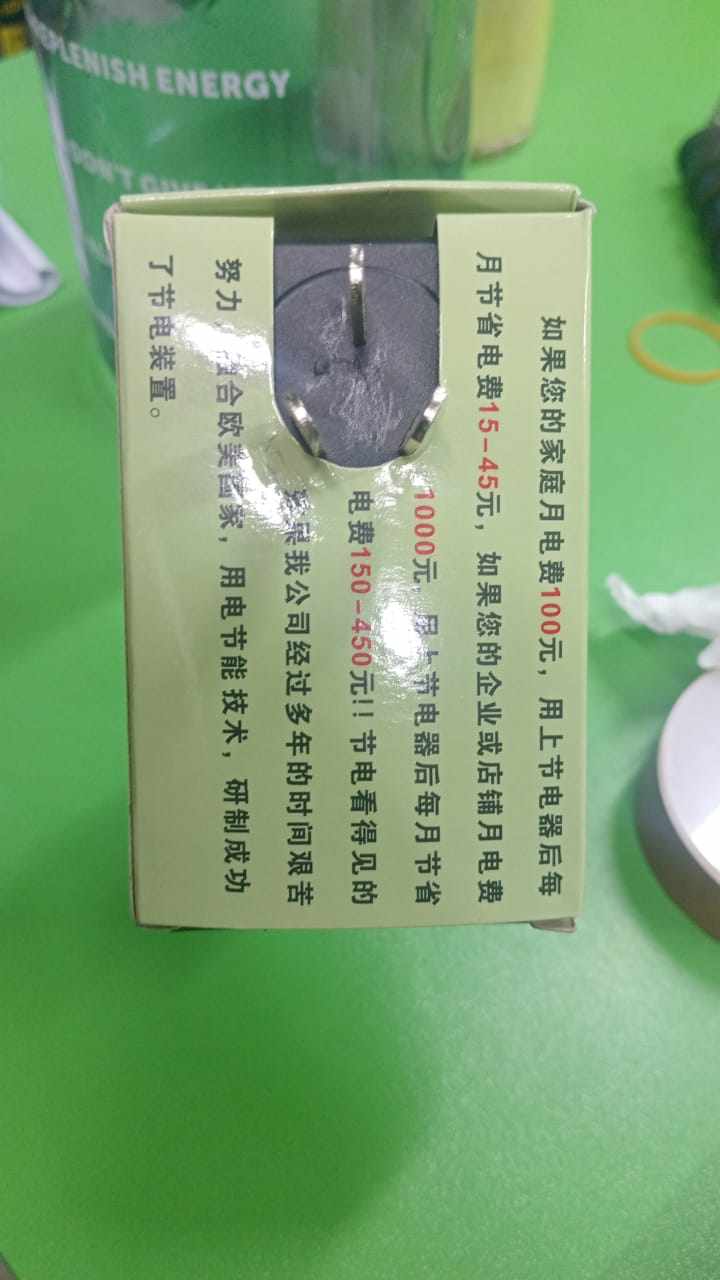 REPLENISH ENERGY
DON'T GIVE
如果您的家庭月电费100元，用上节电器后每
月节省电费15-45元，如果您的企业或店铺月电费
1000元，用上节电器后每月节省
电费150-450元!!节电看得见的
是我公司经过多年的时间艰苦
努力，合欧美国家，用电节能技术，研制成功
了节电装置。